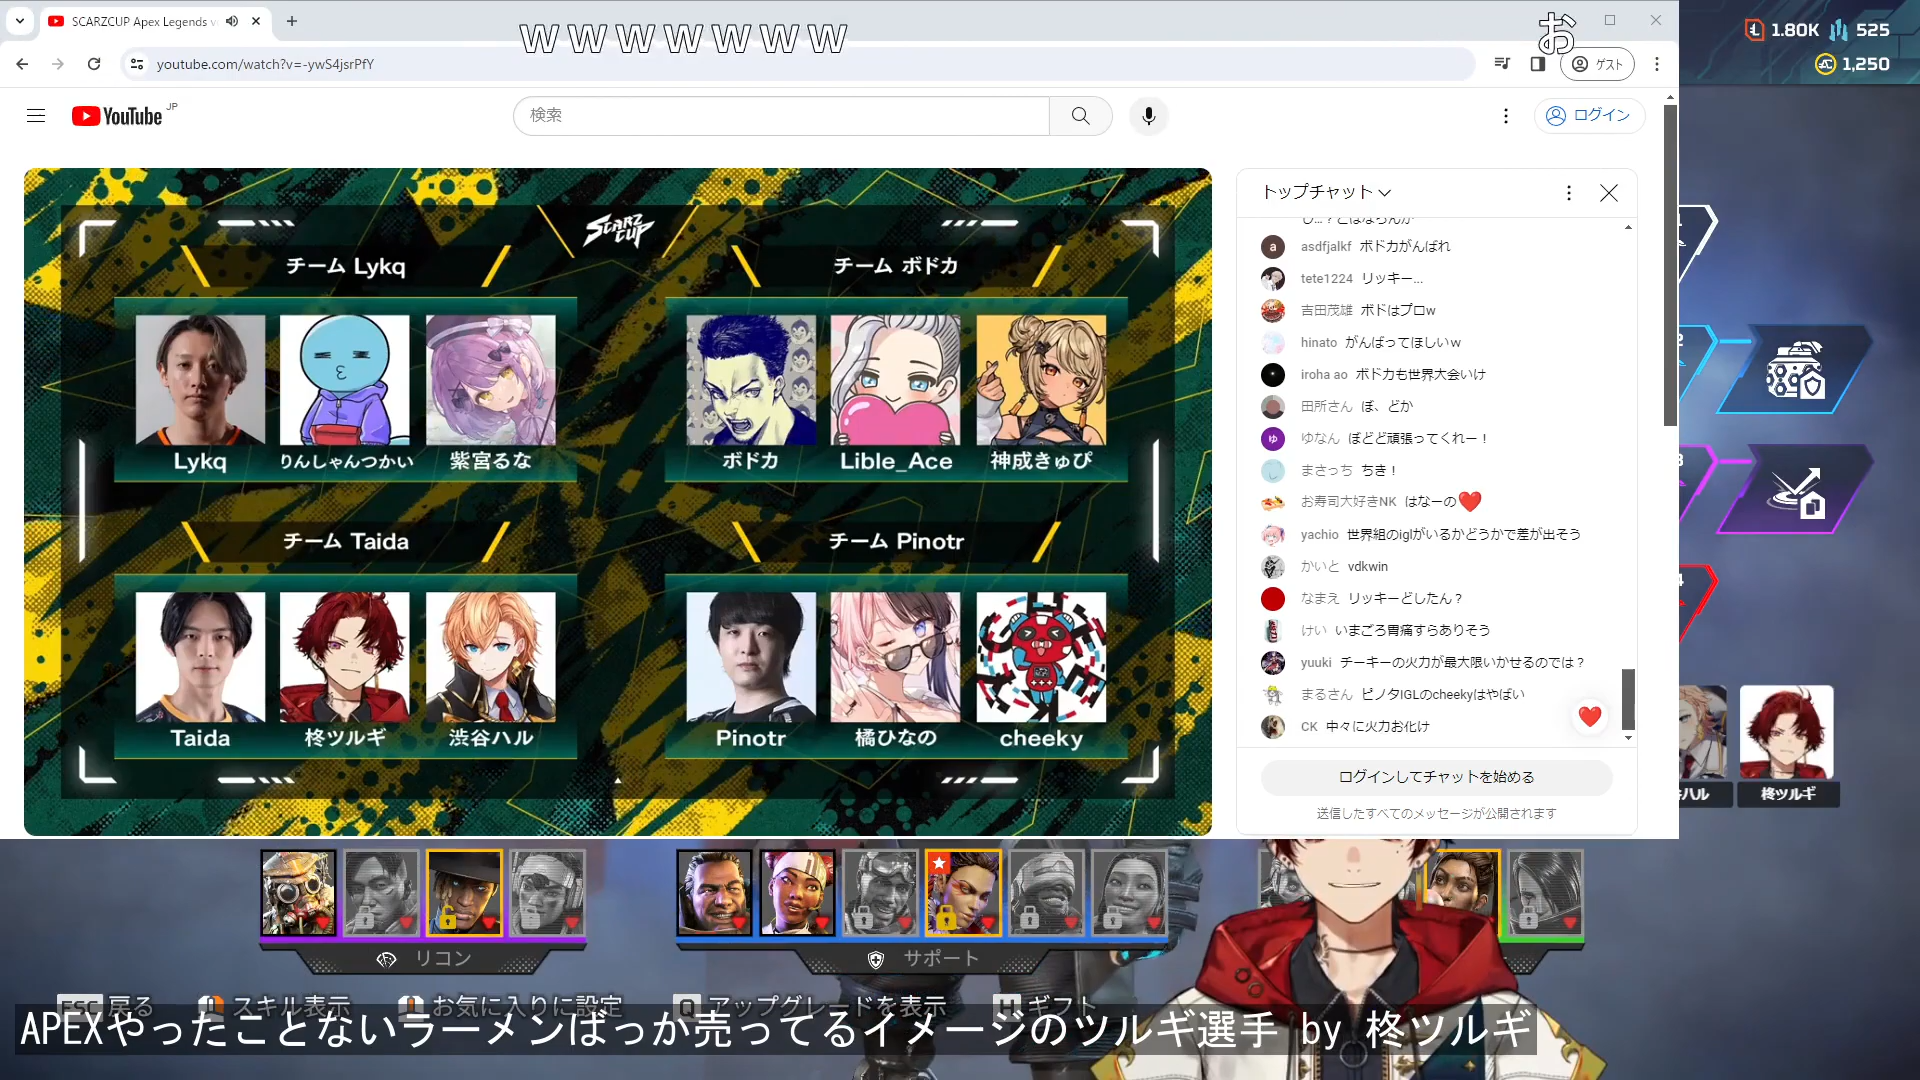 SCARZCUP Apex Legends
wwwwwww
お
1.80K 525
1,250
youtube.com/watch?v=-ywS4jsrPfY
ゲスト
YouTube JP
検索
ログイン
SCARZ CUP
チーム Lykq
Lykq
りんしゃんつかい
紫宮るな
チーム ボドカ
ボドカ
Lible_Ace
神成きゅぴ
チーム Taida
Taida
柊ツルギ
渋谷ハル
チーム Pinotr
Pinotr
橘ひなの
cheeky
トップチャット
asdfjalkf ボドカがんばれ
tete1224 リッキー...
吉田茂雄 ボドはプロw
hinato がんばってほしいw
iroha ao ボドカも世界大会いけ
田所さん ぼ、どか
ゆ ゆなん ぼどど頑張ってくれー！
まさっち ちき！
お寿司大好きNK はなーの❤️
yachio 世界組のiglがいるかどうかで差が出そう
かいと vdkwin
なまえ リッキーどしたん？
けい いまごろ胃痛すらありそう
yuuki チーキーの火力が最大限いかせるのでは？
まるさん ピノタIGLのcheekyはやばい
CK 中々に火力お化け
ログインしてチャットを始める
送信したすべてのメッセージが公開されます
ハル
柊ツルギ
リコン
サポート
ESC 戻る
スキル表示
お気に入りに設定
Q アップグレードを表示
H ギフト
APEXやったことないラーメンばっか売ってるイメージのツルギ選手 by 柊ツルギ